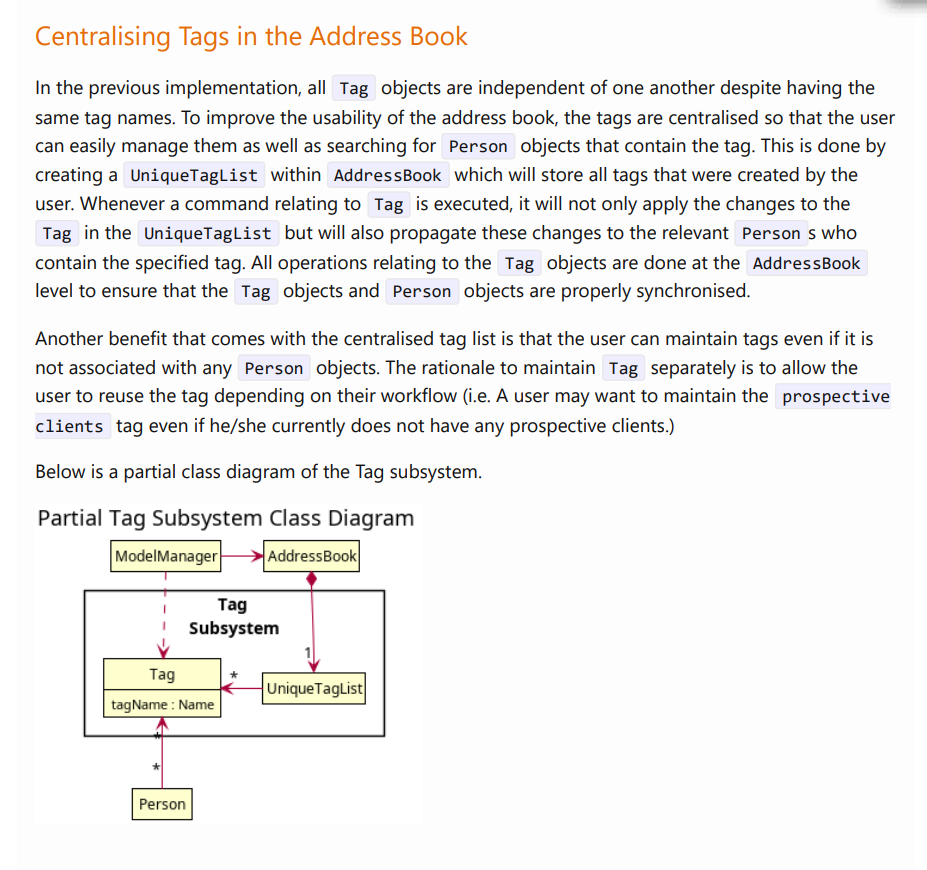 Centralising Tags in the Address Book
In the previous implementation, all Tag objects are independent of one another despite having the
same tag names. To improve the usability of the address book, the tags are centralised so that the user
can easily manage them as well as searching for Person objects that contain the tag. This is done by
creating a UniqueTagList within AddressBook which will store all tags that were created by the
user. Whenever a command relating to Tag is executed, it will not only apply the changes to the
Tag in the UniqueTagList but will also propagate these changes to the relevant Person s who
contain the specified tag. All operations relating to the Tag objects are done at the AddressBook
level to ensure that the Tag objects and Person objects are properly synchronised.
Another benefit that comes with the centralised tag list is that the user can maintain tags even if it is
not associated with any Person objects. The rationale to maintain Tag separately is to allow the
user to reuse the tag depending on their workflow (i.e. A user may want to maintain the prospective
clients tag even if he/she currently does not have any prospective clients.)
Below is a partial class diagram of the Tag subsystem.
Partial Tag Subsystem Class Diagram
ModelManager
AddressBook
Tag
Subsystem
1
Tag
*
UniqueTagList
tagName : Name
*
*
Person